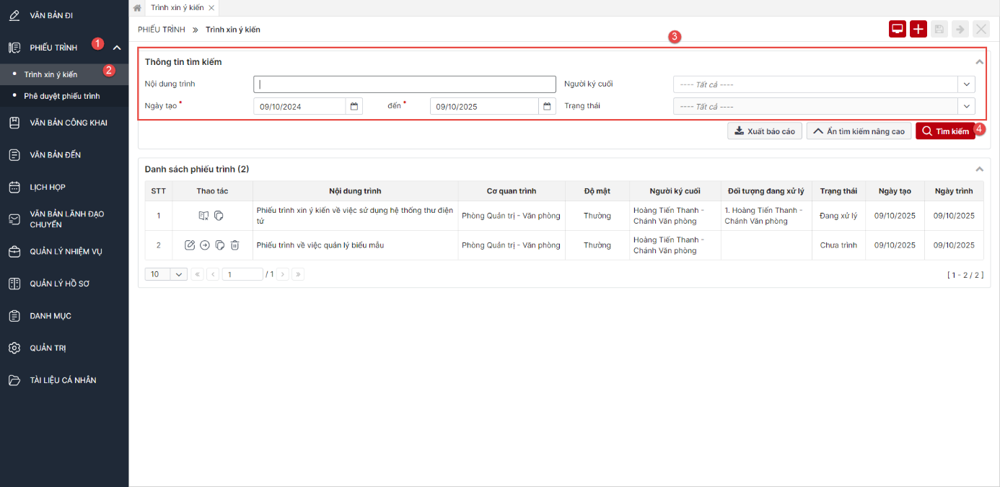 VĂN BẢN ĐI
PHIẾU TRÌNH 1
Trình xin ý kiến 2
Phê duyệt phiếu trình
VĂN BẢN CÔNG KHAI
VĂN BẢN ĐẾN
LỊCH HỌP
VĂN BẢN LÃNH ĐẠO
CHUYỂN
QUẢN LÝ NHIỆM VỤ
QUẢN LÝ HỒ SƠ
DANH MỤC
QUẢN TRỊ
TÀI LIỆU CÁ NHÂN
Trình xin ý kiến
PHIẾU TRÌNH » Trình xin ý kiến
3
Thông tin tìm kiếm
Nội dung trình Người ký cuối ---- Tất cả ----
Ngày tạo * 09/10/2024 đến * 09/10/2025 Trạng thái ---- Tất cả ----
Xuất báo cáo Ẩn tìm kiếm nâng cao Tìm kiếm 4
Danh sách phiếu trình (2)
STT Thao tác Nội dung trình Cơ quan trình Độ mật Người ký cuối Đối tượng đang xử lý Trạng thái Ngày tạo Ngày trình
1 Phiếu trình xin ý kiến về việc sử dụng hệ thống thư điện Phòng Quản trị - Văn phòng Thường Hoàng Tiến Thanh - 1. Hoàng Tiến Thanh - Đang xử lý 09/10/2025 09/10/2025
tử Chánh Văn phòng Chánh Văn phòng
2 Phiếu trình về việc quản lý biểu mẫu Phòng Quản trị - Văn phòng Thường Hoàng Tiến Thanh - Chưa trình 09/10/2025 09/10/2025
Chánh Văn phòng
10 « ‹ 1 / 1 › » [ 1 - 2 / 2 ]